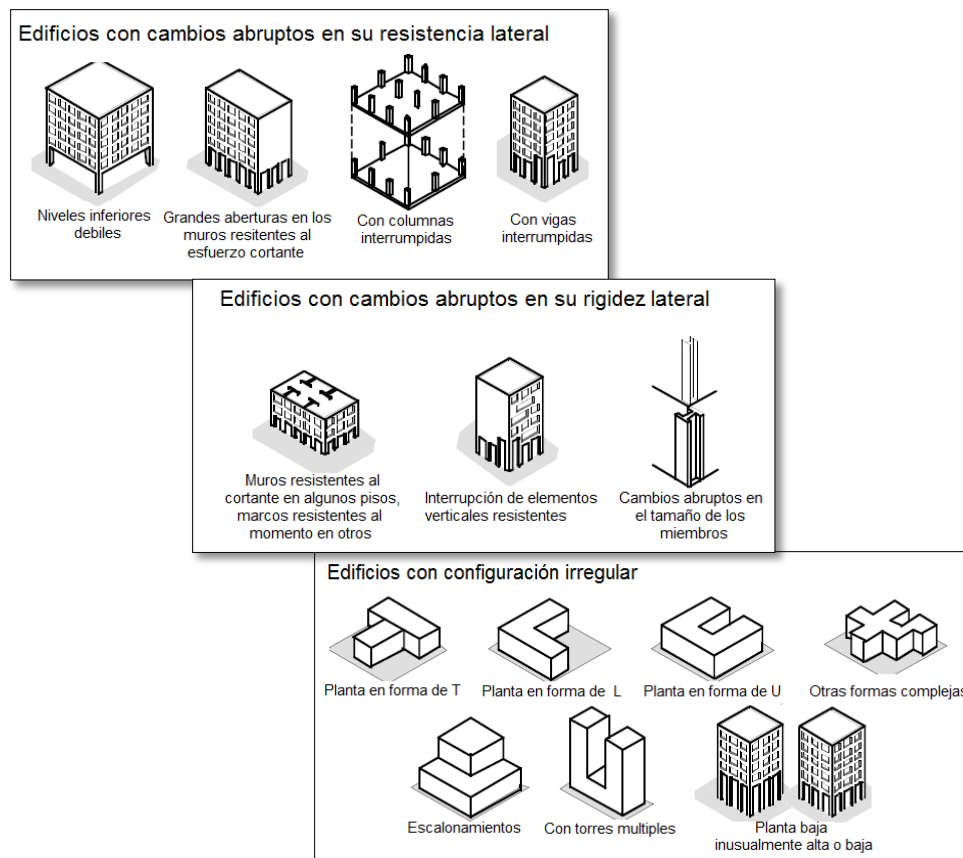 Edificios con cambios abruptos en su resistencia lateral
Niveles inferiores
debiles
Grandes aberturas en los
muros resitentes al
esfuerzo cortante
Con columnas
interrumpidas
Con vigas
interrumpidas
Edificios con cambios abruptos en su rigidez lateral
Muros resistentes al
cortante en algunos pisos,
marcos resistentes al
momento en otros
Interrupción de elementos
verticales resistentes
Cambios abruptos en
el tamaño de los
miembros
Edificios con configuración irregular
Planta en forma de T
Planta en forma de L
Planta en forma de U
Otras formas complejas
Escalonamientos
Con torres multiples
Planta baja
inusualmente alta o baja